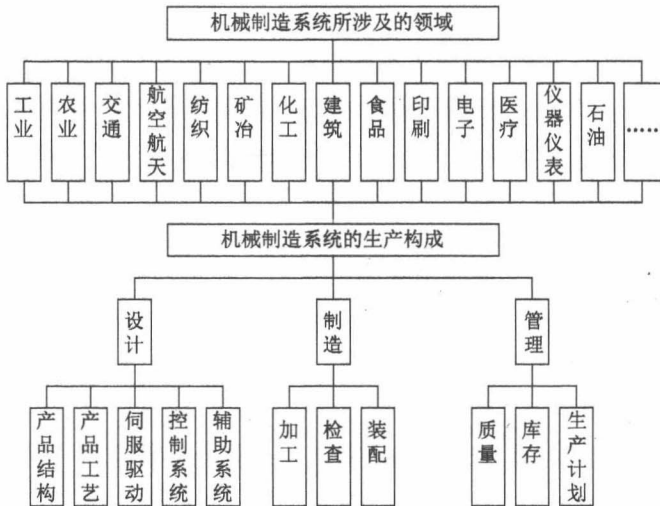 机械制造系统所涉及的领域
工业
农业
交通
航空航天
纺织
矿冶
化工
建筑
食品
印刷
电子
医疗
仪器仪表
石油
……
机械制造系统的生产构成
设计
制造
管理
产品结构
产品工艺
伺服驱动
控制系统
辅助系统
加工
检查
装配
质量
库存
生产计划